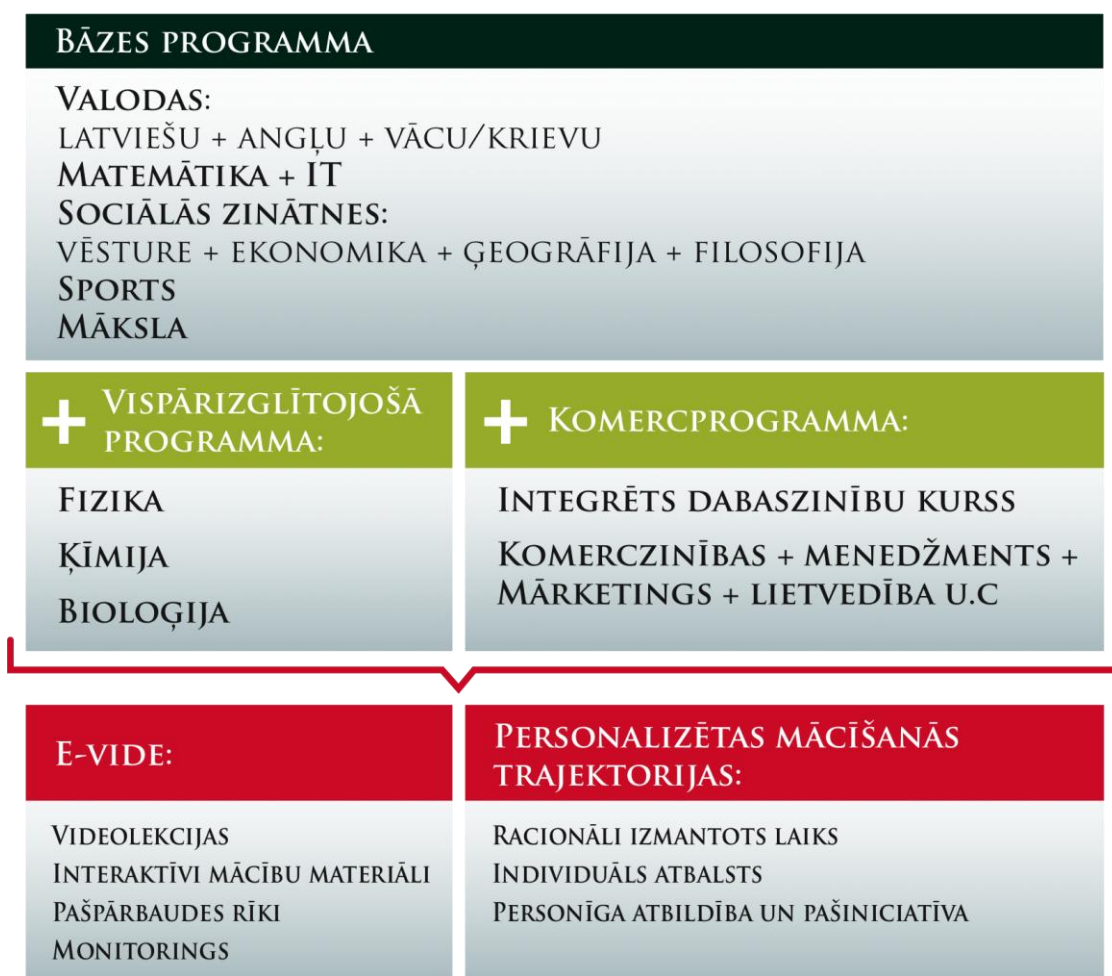 BĀZES PROGRAMMA
VALODAS:
LATVIEŠU + ANGĻU + VĀCU/KRIEVU
MATEMĀTIKA + IT
SOCIĀLĀS ZINĀTNES:
VĒSTURE + EKONOMIKA + ĢEOGRĀFIJA + FILOSOFIJA
SPORTS
MĀKSLA
+ VISPĀRIZGLĪTOJOŠĀ
PROGRAMMA:
FIZIKA
ĶĪMIJA
BIOLOĢIJA
+ KOMERCPROGRAMMA:
INTEGRĒTS DABASZINĪBU KURSS
KOMERCZINĪBAS + MENEDŽMENTS +
MĀRKETINGS + LIETVEDĪBA U.C
E-VIDE:
VIDEOLEKCIJAS
INTERAKTĪVI MĀCĪBU MATERIĀLI
PAŠPĀRBAUDES RĪKI
MONITORINGS
PERSONALIZĒTAS MĀCĪŠANĀS
TRAJEKTORIJAS:
RACIONĀLI IZMANTOTS LAIKS
INDIVIDUĀLS ATBALSTS
PERSONĪGA ATBILDĪBA UN PAŠINICIATĪVA